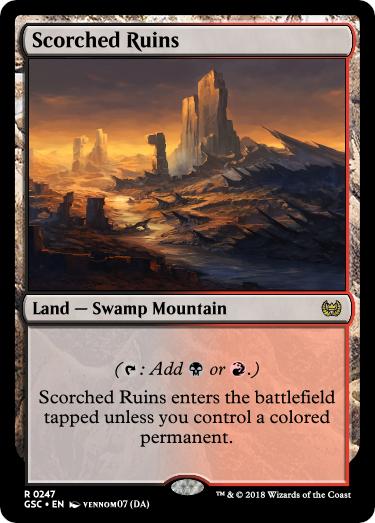 Scorched Ruins
Land — Swamp Mountain
(: Add or .)
Scorched Ruins enters the battlefield
tapped unless you control a colored
permanent.
R 0247
GSC • EN VENNOM07 (DA)
™ & © 2018 Wizards of the Coast